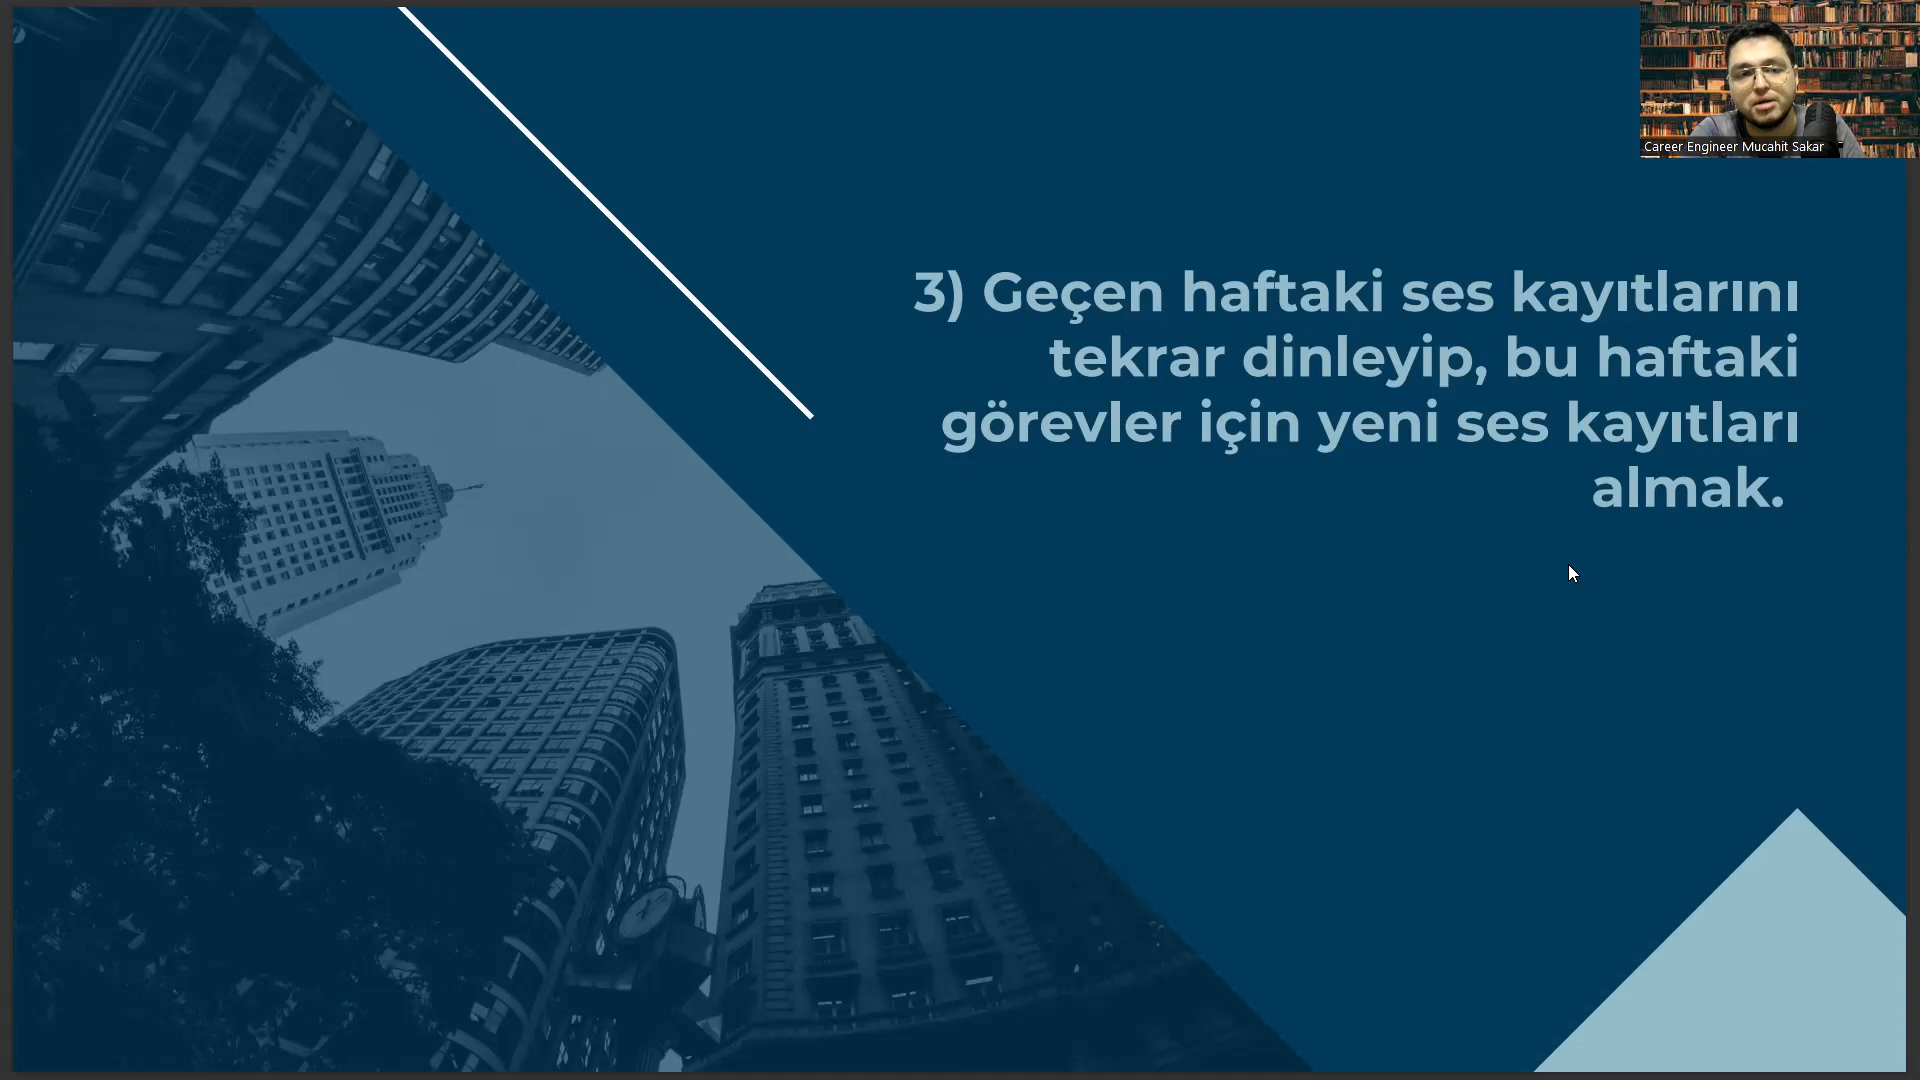 Career Engineer Mucahit Sakar
3) Geçen haftaki ses kayıtlarını
tekrar dinleyip, bu haftaki
görevler için yeni ses kayıtları
almak.